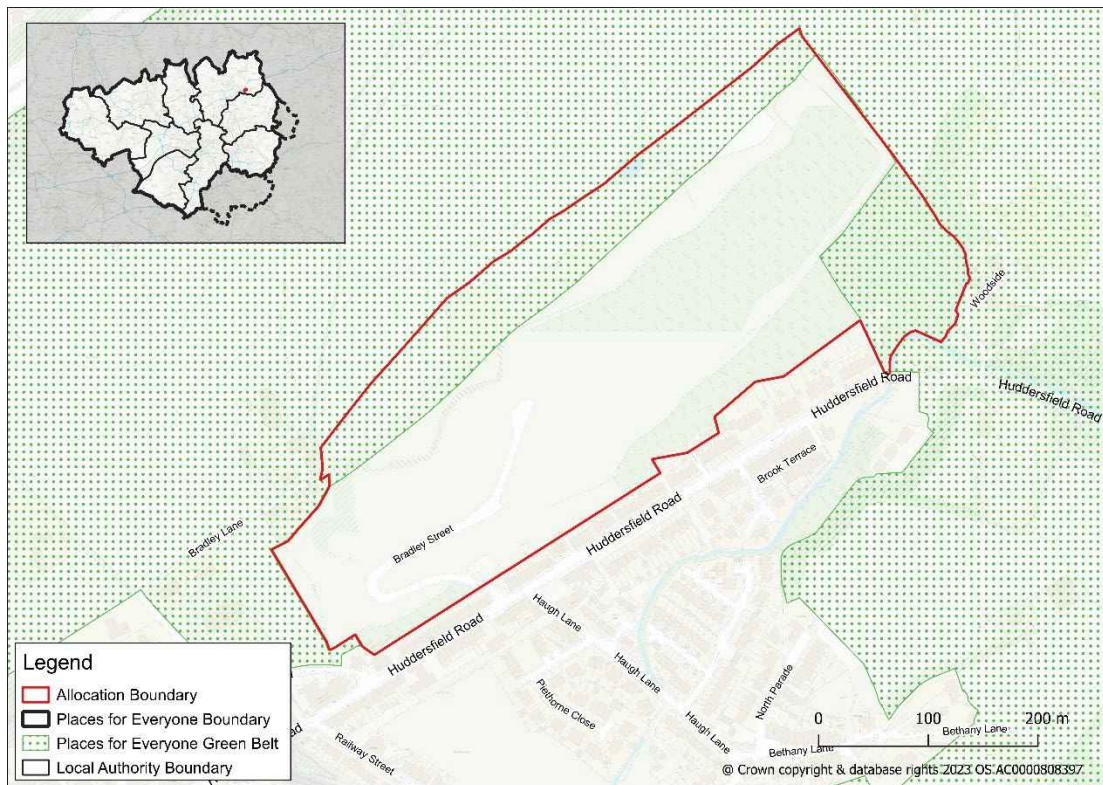 Woodside
Huddersfield Road
Huddersfield Road
Brook Terrace
Bradley Lane
Huddersfield Road
Bradley Street
Haugh Lane
Huddersfield Road
Haugh Lane
North Parade
Plethorne Close
Haugh Lane
Railway Street
Bethany Lane
Bethany Lane
Legend
Allocation Boundary
Places for Everyone Boundary
Places for Everyone Green Belt
Local Authority Boundary
0 100 200 m
@ Crown copyright & database rights 2023 OS AC0000808397